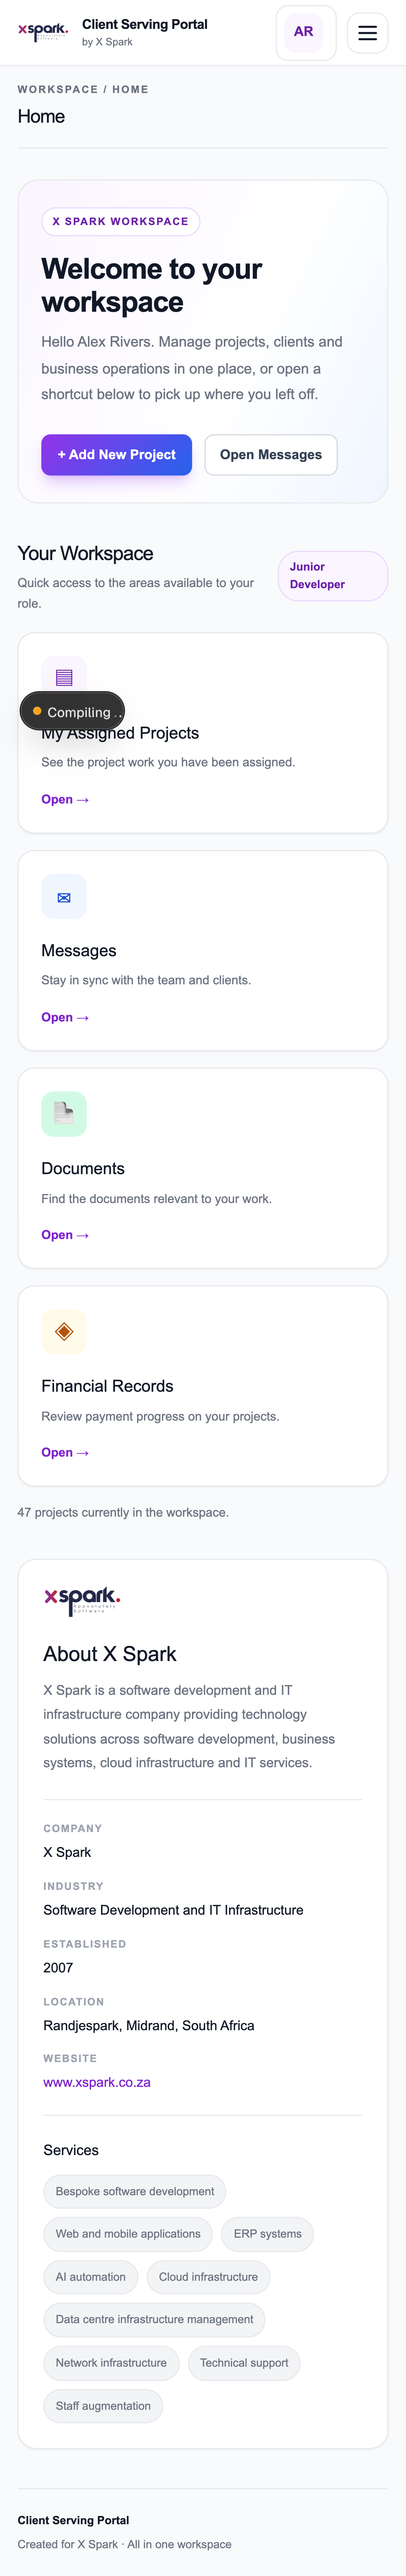 xspark.
Client Serving Portal
by X Spark
AR
WORKSPACE / HOME
Home
X SPARK WORKSPACE
Welcome to your
workspace
Hello Alex Rivers. Manage projects, clients and
business operations in one place, or open a
shortcut below to pick up where you left off.
+ Add New Project
Open Messages
Your Workspace
Quick access to the areas available to your
role.
Junior
Developer
Compiling ..
My Assigned Projects
See the project work you have been assigned.
Open →
Messages
Stay in sync with the team and clients.
Open →
Documents
Find the documents relevant to your work.
Open →
Financial Records
Review payment progress on your projects.
Open →
47 projects currently in the workspace.
xspark.
Software
About X Spark
X Spark is a software development and IT
infrastructure company providing technology
solutions across software development, business
systems, cloud infrastructure and IT services.
COMPANY
X Spark
INDUSTRY
Software Development and IT Infrastructure
ESTABLISHED
2007
LOCATION
Randjespark, Midrand, South Africa
WEBSITE
www.xspark.co.za
Services
Bespoke software development
Web and mobile applications
ERP systems
AI automation
Cloud infrastructure
Data centre infrastructure management
Network infrastructure
Technical support
Staff augmentation
Client Serving Portal
Created for X Spark · All in one workspace